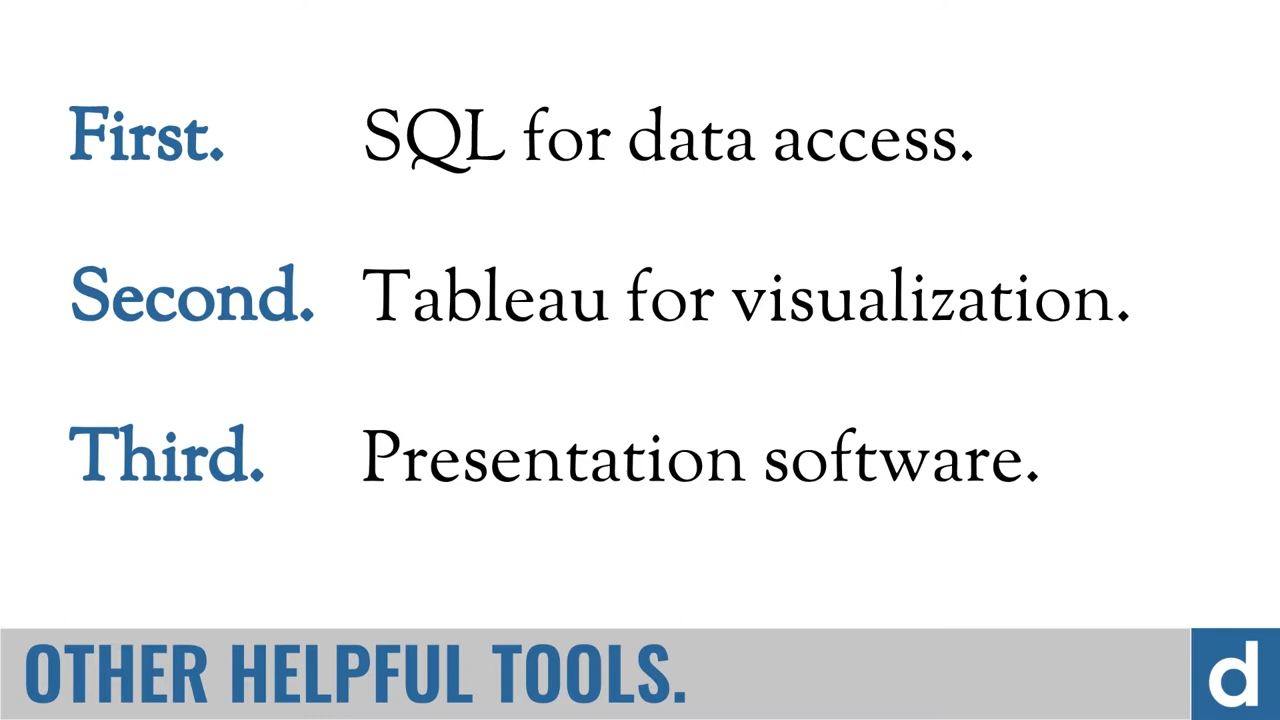 First. SQL for data access.
Second. Tableau for visualization.
Third. Presentation software.
OTHER HELPFUL TOOLS.
d